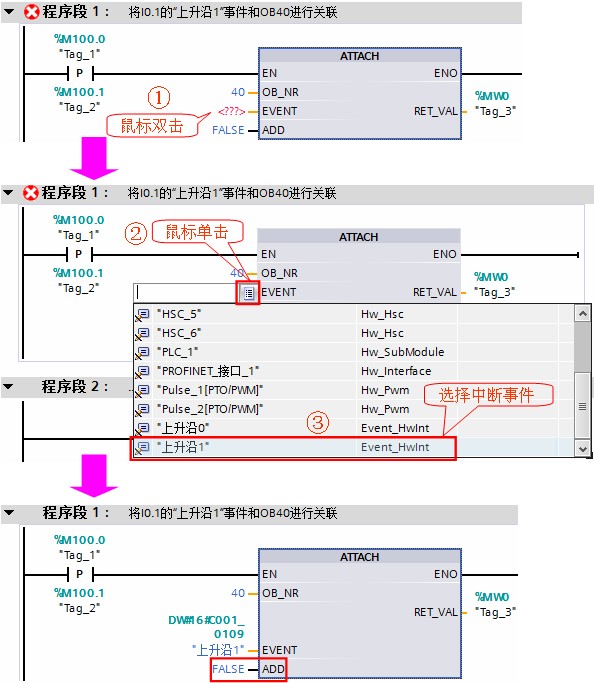 程序段 1： 将I0.1的“上升沿1”事件和OB40进行关联
%M100.0
"Tag_1"
P
%M100.1
"Tag_2"
ATTACH
EN ENO
40 OB_NR
<???> EVENT
FALSE ADD
RET_VAL
%MW0
"Tag_3"
①
鼠标双击
程序段 1： 将I0.1的“上升沿1”事件和OB40进行关联
%M100.0
"Tag_1"
P
%M100.1
"Tag_2"
②
鼠标单击
ATTACH
EN ENO
40 OB_NR
EVENT RET_VAL
%MW0
"Tag_3"
"HSC_5" Hw_Hsc
"HSC_6" Hw_Hsc
"PLC_1" Hw_SubModule
"PROFINET_接口_1" Hw_Interface
"Pulse_1[PTO/PWM]" Hw_Pwm
"Pulse_2[PTO/PWM]" Hw_Pwm
"上升沿0" Event_HwInt
"上升沿1" Event_HwInt
程序段 2：
选择中断事件
③
程序段 1： 将I0.1的“上升沿1”事件和OB40进行关联
%M100.0
"Tag_1"
P
%M100.1
"Tag_2"
ATTACH
EN ENO
40 OB_NR
RET_VAL
%MW0
"Tag_3"
DW#16#C001_
0109
"上升沿1" EVENT
FALSE ADD